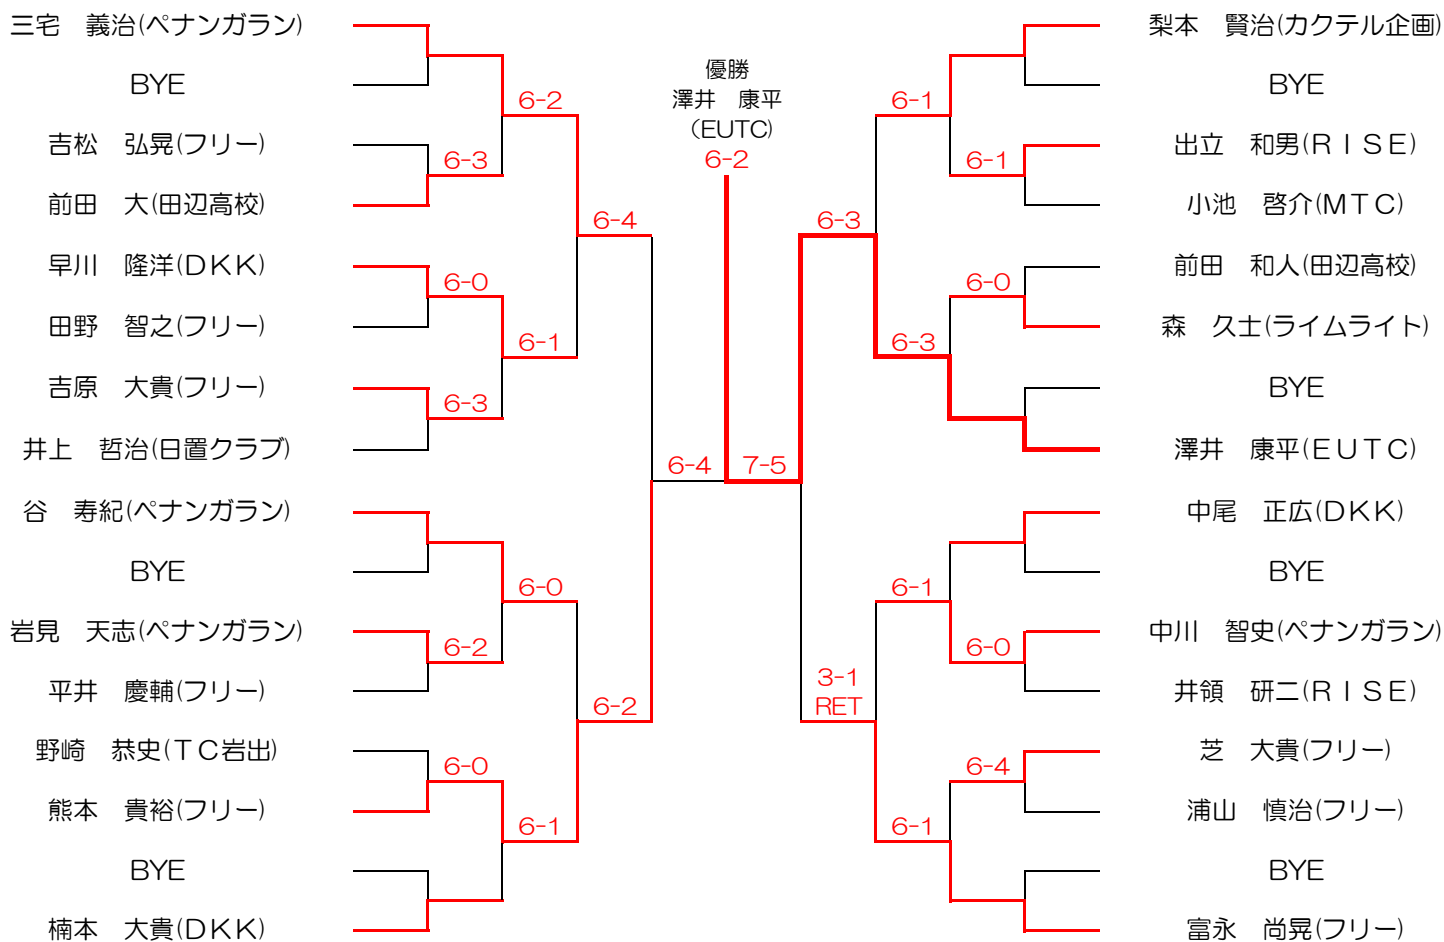 三宅　義治(ペナンガラン)
BYE
吉松　弘晃(フリー)
前田　大(田辺高校)
早川　隆洋(DKK)
田野　智之(フリー)
吉原　大貴(フリー)
井上　哲治(日置クラブ)
谷　寿紀(ペナンガラン)
BYE
岩見　天志(ペナンガラン)
平井　慶輔(フリー)
野崎　恭史(TC岩出)
熊本　貴裕(フリー)
BYE
楠本　大貴(DKK)
6-3
6-0
6-3
6-2
6-0
6-2
6-1
6-0
6-1
6-4
6-2
6-4
優勝
澤井　康平
(EUTC)
6-2
7-5
6-3
3-1
RET
6-1
6-3
6-1
6-1
6-1
6-0
6-0
6-4
梨本　賢治(カクテル企画)
BYE
出立　和男(RISE)
小池　啓介(MTC)
前田　和人(田辺高校)
森　久士(ライムライト)
BYE
澤井　康平(EUTC)
中尾　正広(DKK)
BYE
中川　智史(ペナンガラン)
井領　研二(RISE)
芝　大貴(フリー)
浦山　慎治(フリー)
BYE
富永　尚晃(フリー)